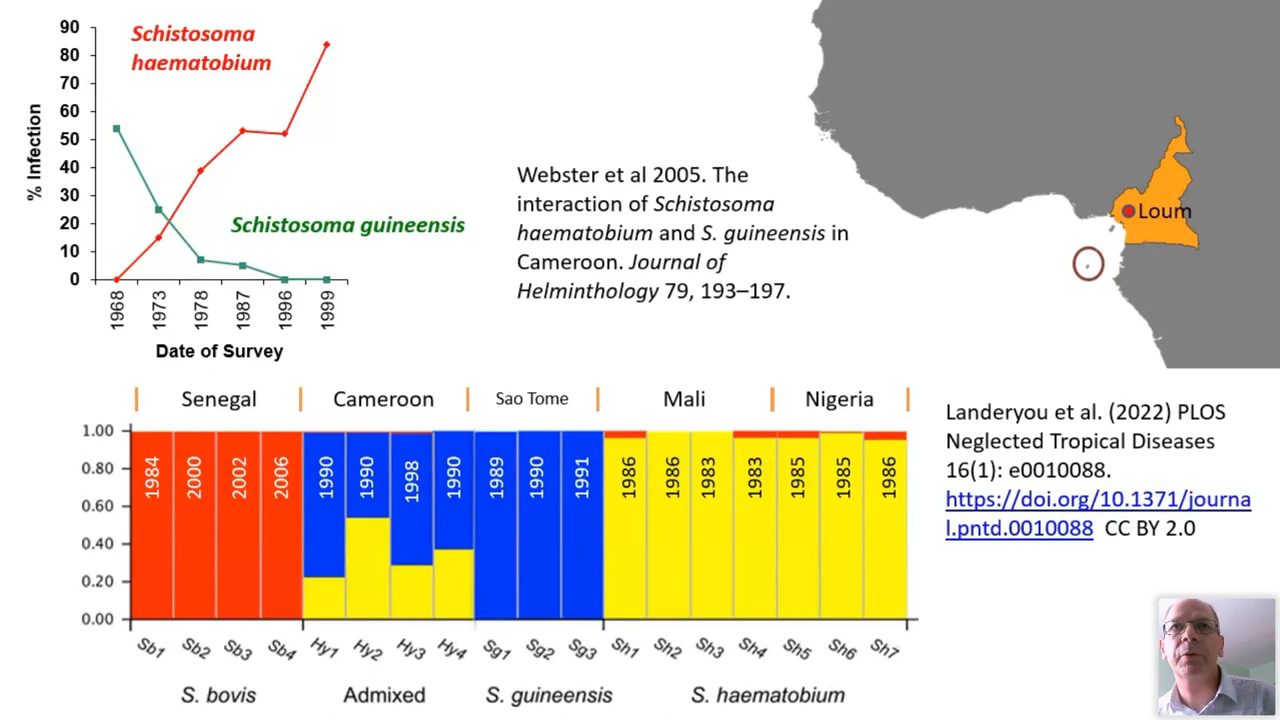 90
80
70
60
50
40
30
20
10
0
% Infection
Schistosoma
haematobium
Schistosoma guineensis
1968
1973
1978
1987
1996
1999
Date of Survey
Webster et al 2005. The
interaction of Schistosoma
haematobium and S. guineensis in
Cameroon. Journal of
Helminthology 79, 193–197.
Loum
Senegal
Cameroon
Sao Tome
Mali
Nigeria
1.00
0.80
0.60
0.40
0.20
0.00
1984
2000
2002
2006
1990
1990
1998
1990
1989
1990
1991
1986
1986
1983
1983
1985
1985
1986
Sb1
Sb2
Sb3
Sb4
Hy1
Hy2
Hy3
Hy4
Sg1
Sg2
Sg3
Sh1
Sh2
Sh3
Sh4
Sh5
Sh6
Sh7
S. bovis
Admixed
S. guineensis
S. haematobium
Landeryou et al. (2022) PLOS
Neglected Tropical Diseases
16(1): e0010088.
https://doi.org/10.1371/journa
l.pntd.0010088 CC BY 2.0